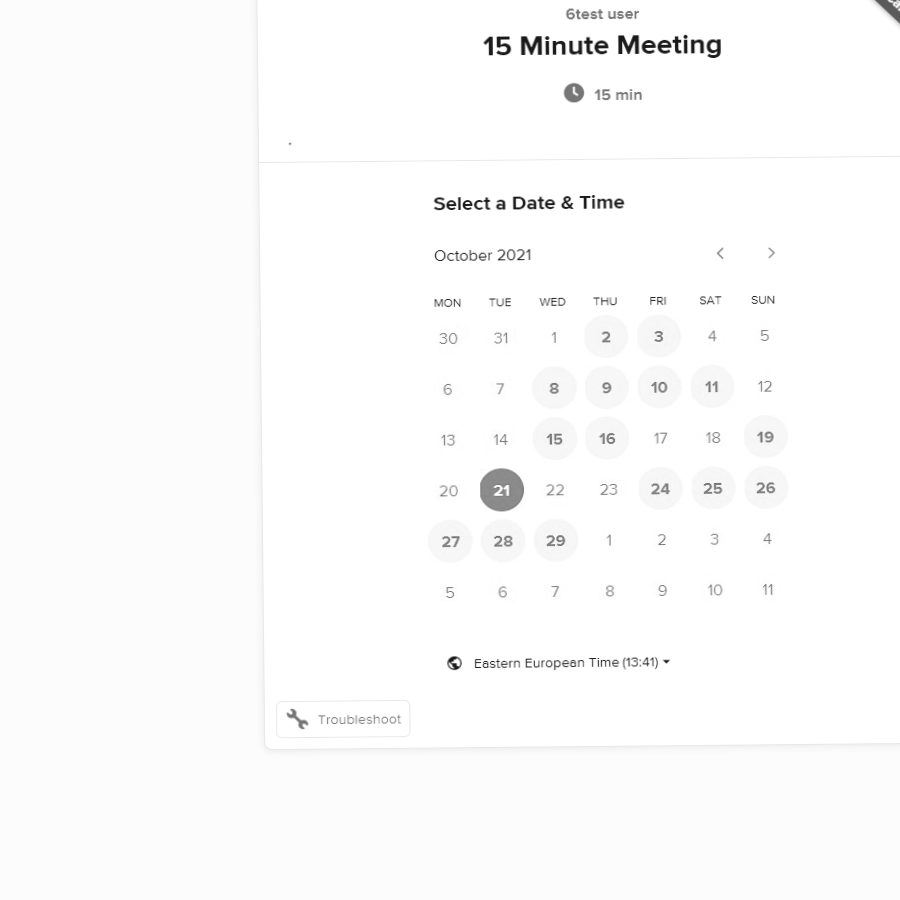 6test user
15 Minute Meeting
15 min
.
Select a Date & Time
October 2021
MON TUE WED THU FRI SAT SUN
30 31 1 2 3 4 5
6 7 8 9 10 11 12
13 14 15 16 17 18 19
20 21 22 23 24 25 26
27 28 29 1 2 3 4
5 6 7 8 9 10 11
Eastern European Time (13:41)
Troubleshoot